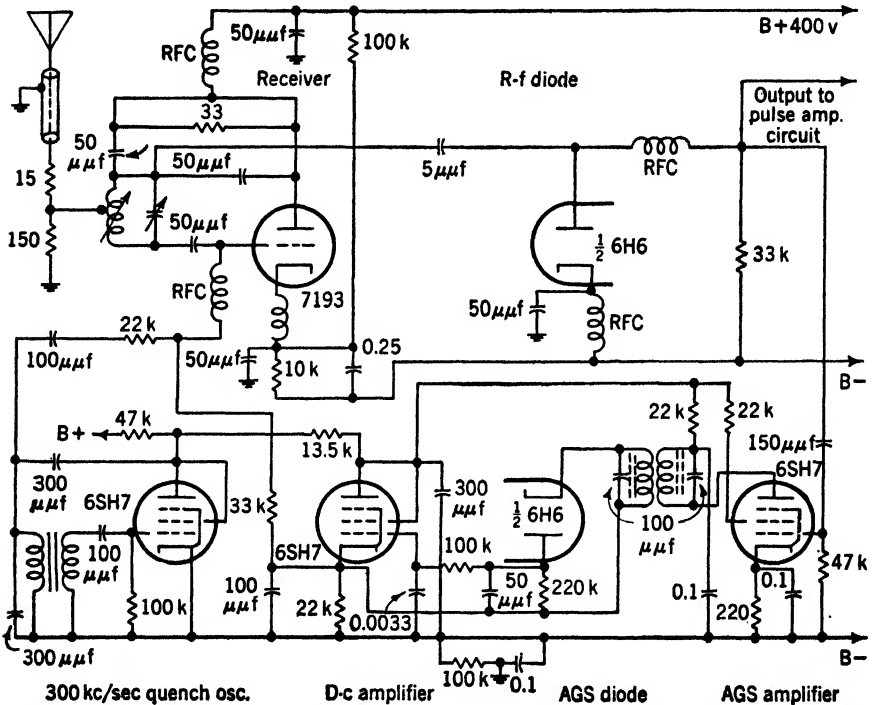 50μμf
100 k
B+400 v
RFC
Receiver
R-f diode
Output to
pulse amp.
circuit
33
50
μμf
50μμf
5μμf
RFC
15
50μμf
½ 6H6
33 k
150
7193
RFC
50μμf
RFC
22 k
100μμf
50μμf
0.25
10 k
B-
47 k
B+
13.5k
22 k
22 k
150μμf
300
μμf
6SH7
33 k
300
μμf
½ 6H6
6SH7
100
μμf
6SH7
100 k
100
μμf
100
μμf
50
μμf
220 k
47 k
100 k
22 k
0.0033
0.1
220
0.1
300μμf
100 k
0.1
B-
300 kc/sec quench osc.
D-c amplifier
AGS diode
AGS amplifier